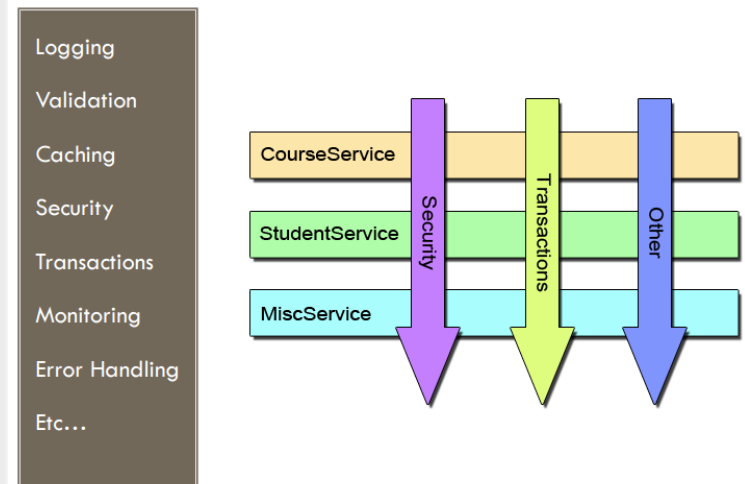 Logging
Validation
Caching
Security
Transactions
Monitoring
Error Handling
Etc...
CourseService
StudentService
MiscService
Security
Transactions
Other